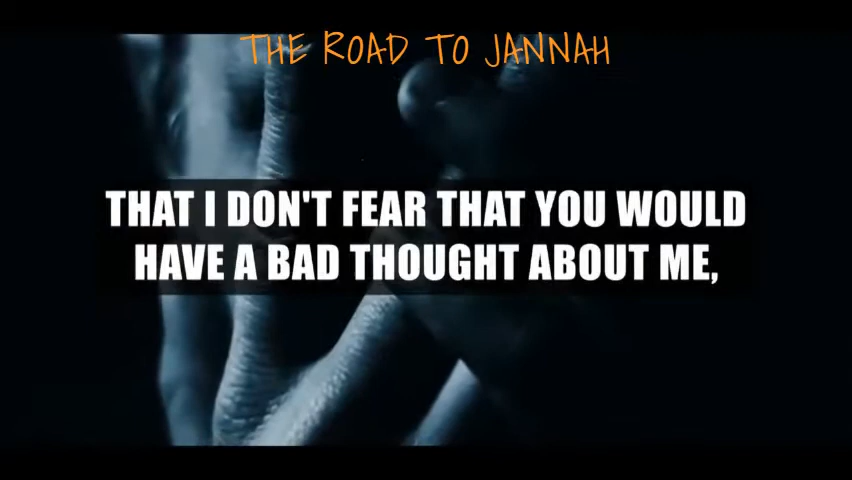 THE ROAD TO JANNAH
THAT I DON'T FEAR THAT YOU WOULD
HAVE A BAD THOUGHT ABOUT ME,